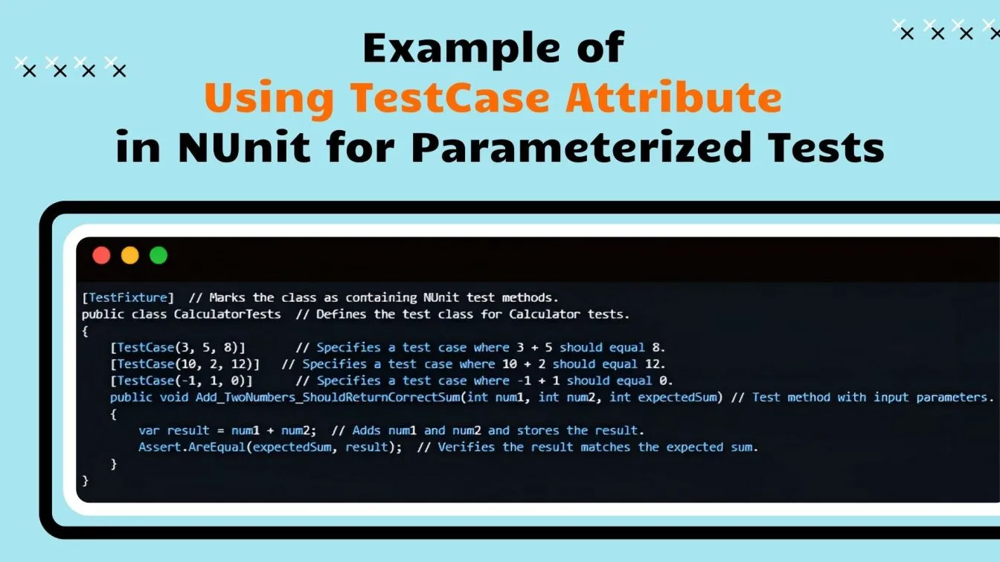 Example of
Using TestCase Attribute
in NUnit for Parameterized Tests
[TestFixture]  // Marks the class as containing NUnit test methods.
public class CalculatorTests  // Defines the test class for Calculator tests.
{
    [TestCase(3, 5, 8)]       // Specifies a test case where 3 + 5 should equal 8.
    [TestCase(10, 2, 12)]   // Specifies a test case where 10 + 2 should equal 12.
    [TestCase(-1, 1, 0)]      // Specifies a test case where -1 + 1 should equal 0.
    public void Add_TwoNumbers_ShouldReturnCorrectSum(int num1, int num2, int expectedSum) // Test method with input parameters.
    {
        var result = num1 + num2;  // Adds num1 and num2 and stores the result.
        Assert.AreEqual(expectedSum, result);  // Verifies the result matches the expected sum.
    }
}